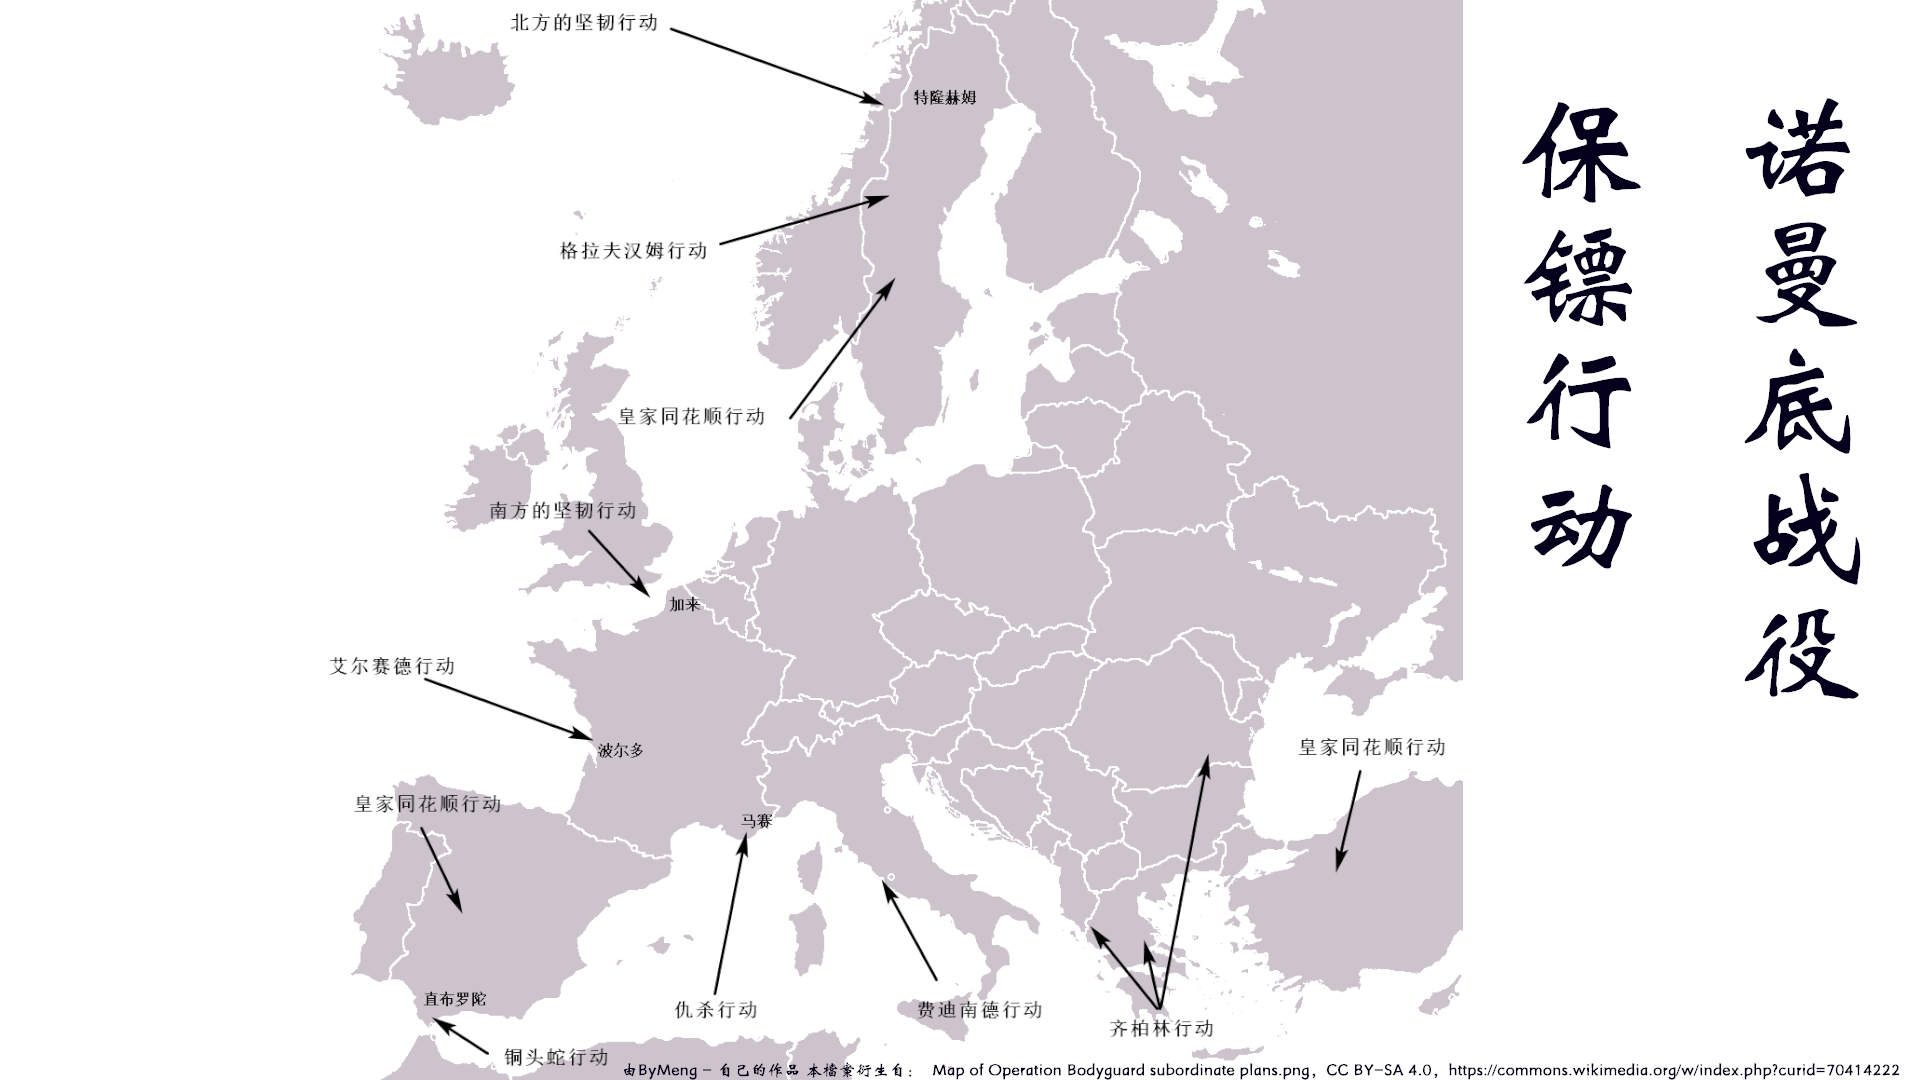 诺曼底战役
保镖行动
北方的坚韧行动
特隆赫姆
格拉夫汉姆行动
皇家同花顺行动
南方的坚韧行动
加来
艾尔赛德行动
波尔多
皇家同花顺行动
皇家同花顺行动
马赛
直布罗陀
仇杀行动
费迪南德行动
齐柏林行动
铜头蛇行动
由ByMeng - 自己的作品 本檔案衍生自： Map of Operation Bodyguard subordinate plans.png，CC BY-SA 4.0，https://commons.wikimedia.org/w/index.php?curid=70414222